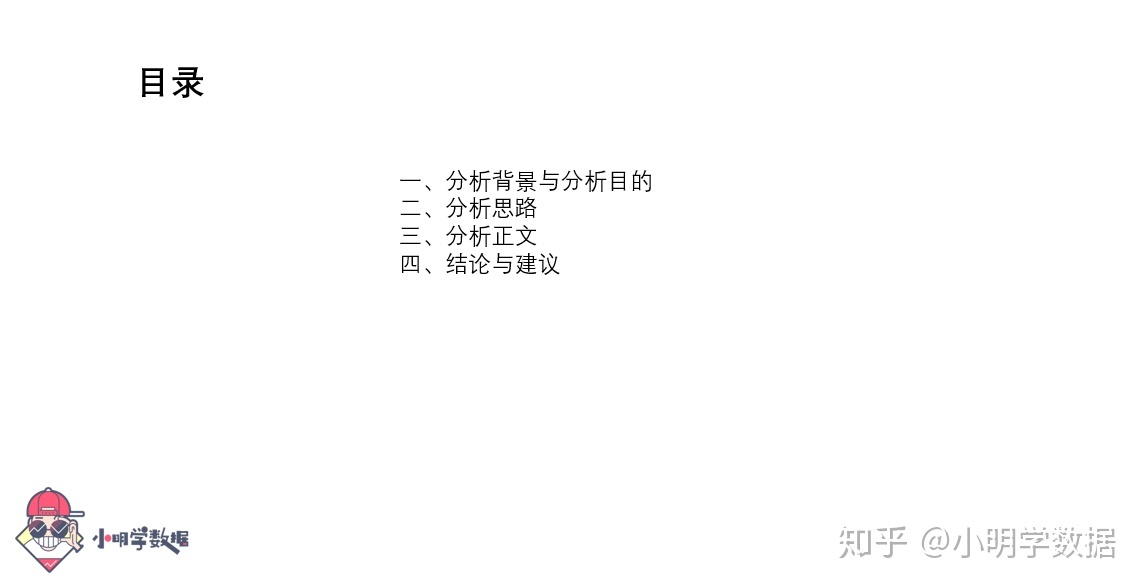 目录
一、分析背景与分析目的
二、分析思路
三、分析正文
四、结论与建议
小明学数据
知乎 @小明学数据